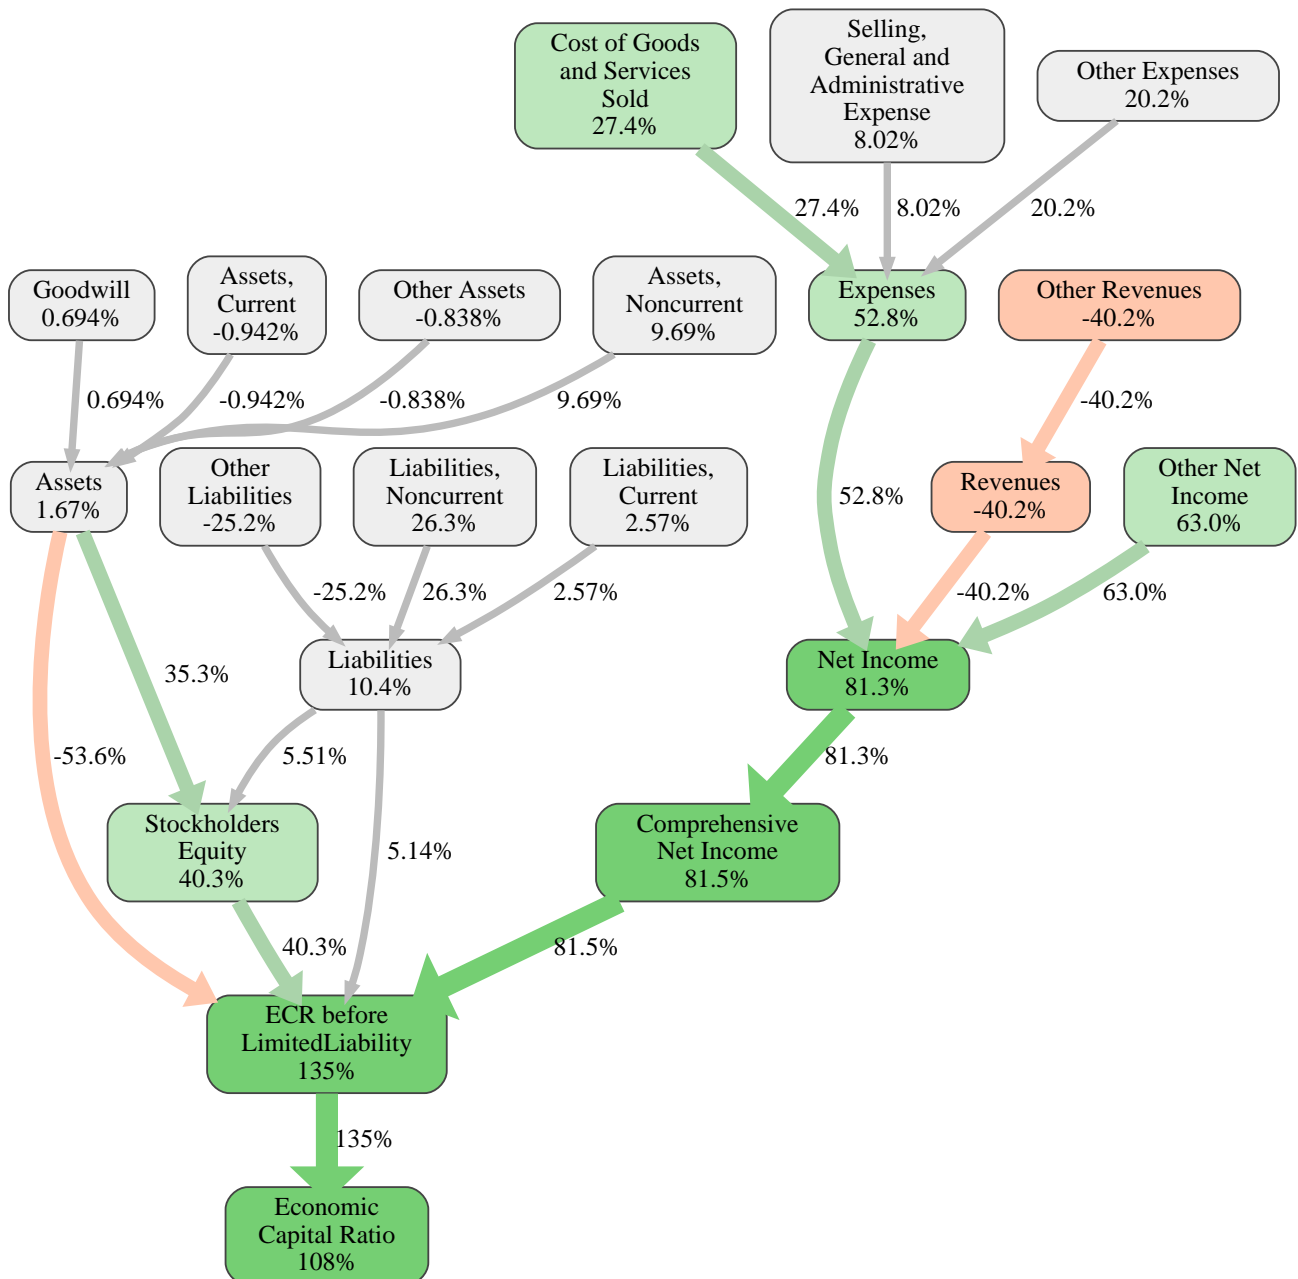 Cost of Goods
and Services
Sold
27.4%
Selling,
General and
Administrative
Expense
8.02%
Other Expenses
20.2%
27.4%
8.02%
20.2%
Goodwill
0.694%
Assets,
Current
-0.942%
Other Assets
-0.838%
Assets,
Noncurrent
9.69%
Expenses
52.8%
Other Revenues
-40.2%
0.694%
-0.942%
-0.838%
9.69%
-40.2%
Assets
1.67%
Other
Liabilities
-25.2%
Liabilities,
Noncurrent
26.3%
Liabilities,
Current
2.57%
52.8%
Revenues
-40.2%
Other Net
Income
63.0%
-25.2%
26.3%
2.57%
-40.2%
63.0%
35.3%
Liabilities
10.4%
Net Income
81.3%
-53.6%
5.51%
81.3%
Stockholders
Equity
40.3%
5.14%
Comprehensive
Net Income
81.5%
40.3%
81.5%
ECR before
LimitedLiability
135%
135%
Economic
Capital Ratio
108%